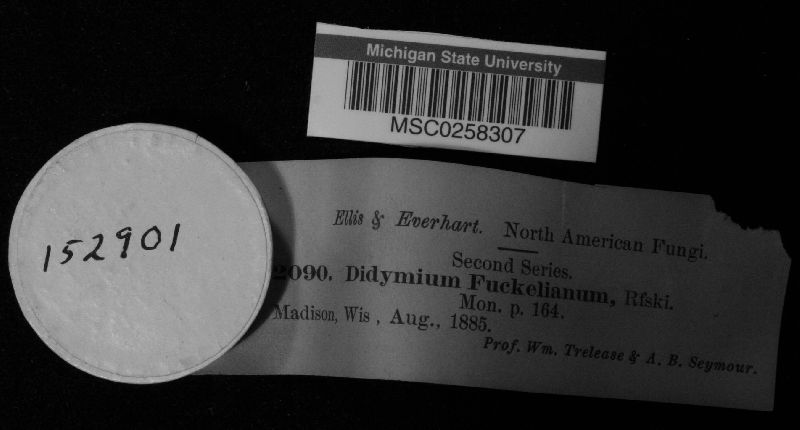 Michigan State University
MSC0258307
152901
Ellis & Everhart. North American Fungi.
Second Series.
2090. Didymium Fuckelianum, Rfski.
Mon. p. 164.
Madison, Wis , Aug., 1885.
Prof. Wm. Trelease & A. B. Seymour.